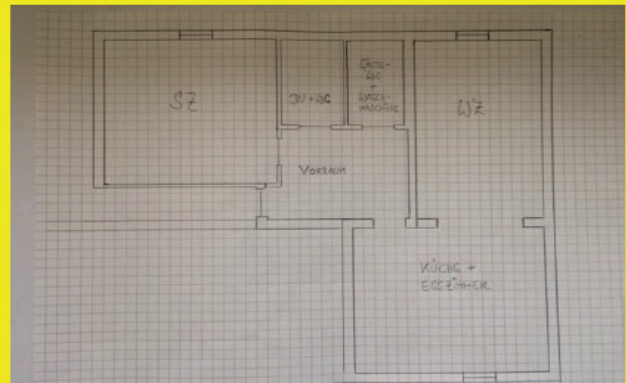 SZ
DU + WC
GÄSTE-
WC
+
WASCH-
MASCHINE
WZ
VORRAUM
KÜCHE +
ESSZIMMER